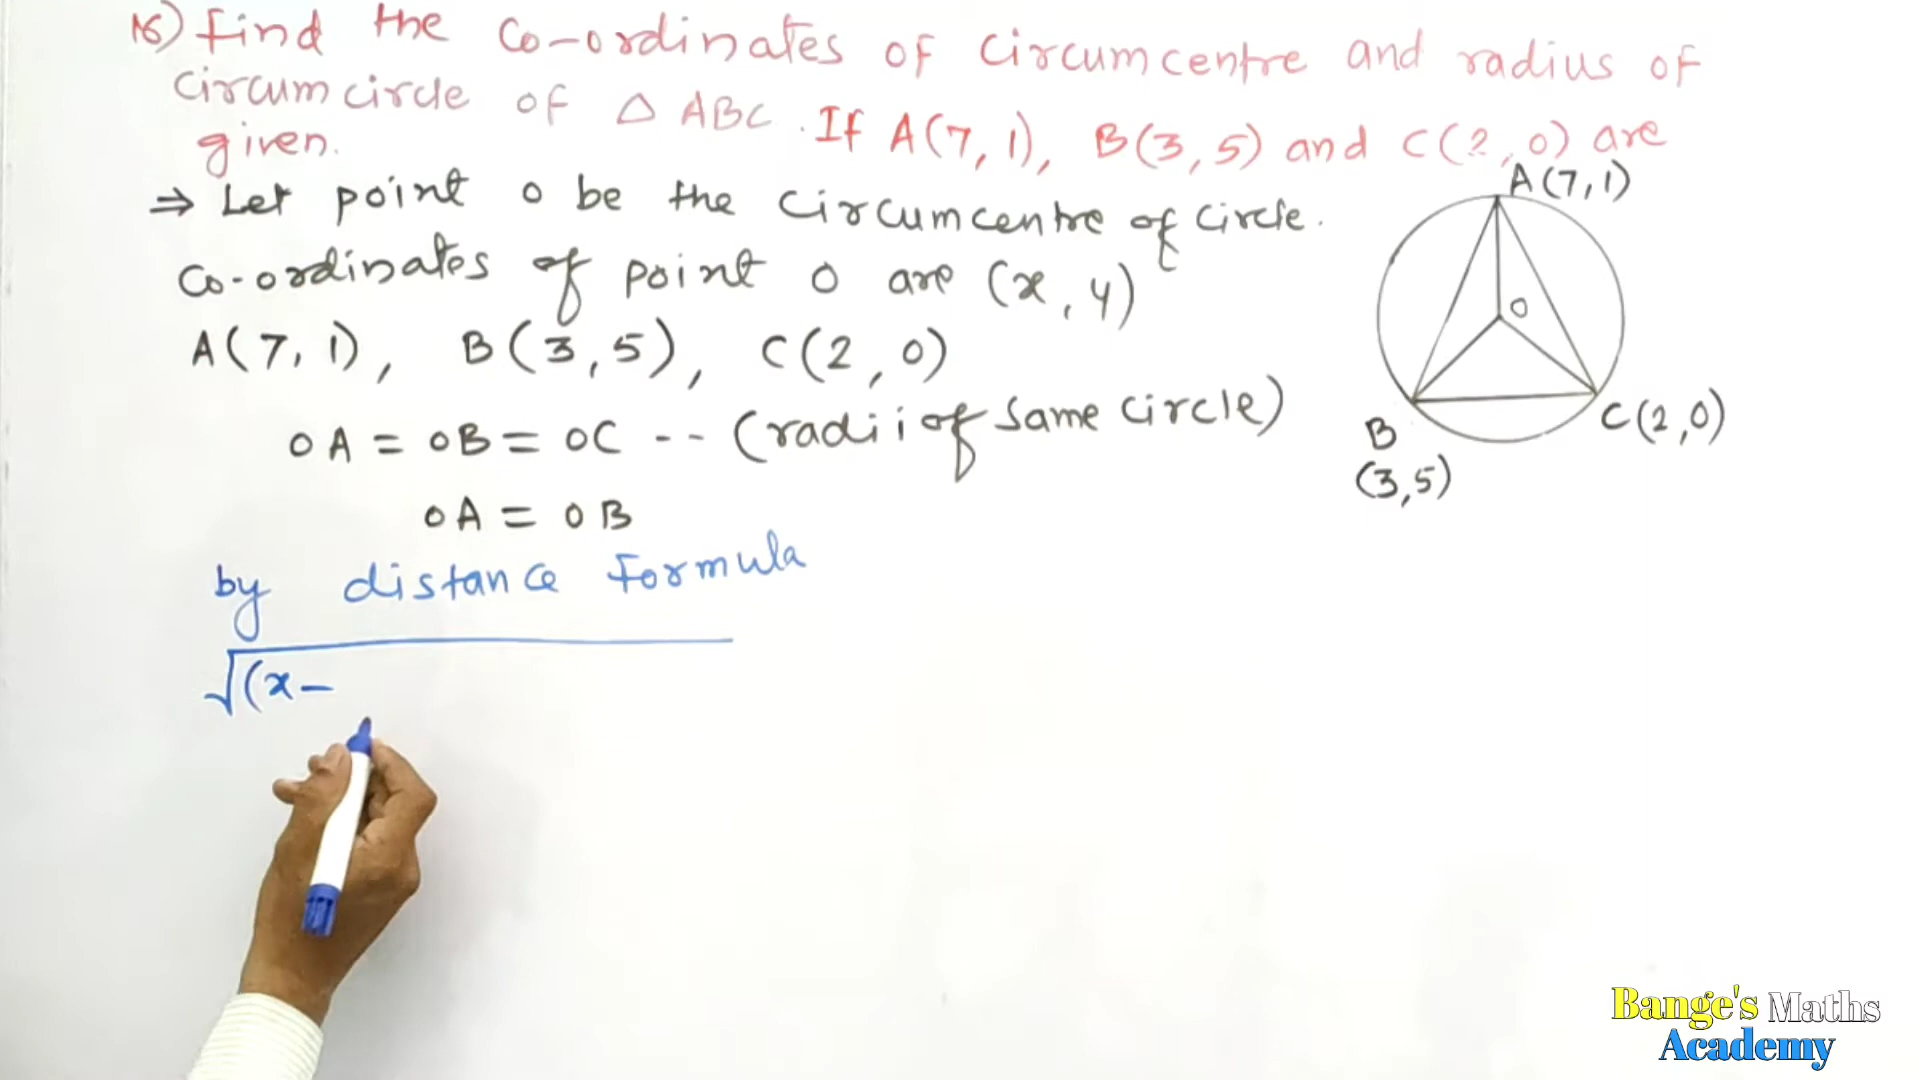 16) Find the Co-ordinates of circumcentre and radius of
circumcircle of △ ABC. If A(7,1), B(3,5) and C(2,0) are
given.
⇒ Let point O be the circumcentre of circle.
Co-ordinates of point O are (x, y)
A(7,1), B(3,5), C(2,0)
OA = OB = OC -- (radii of same circle)
OA = OB
by distance formula
√(x-
A(7,1)
O
B
(3,5)
C(2,0)
Bange's Maths
Academy